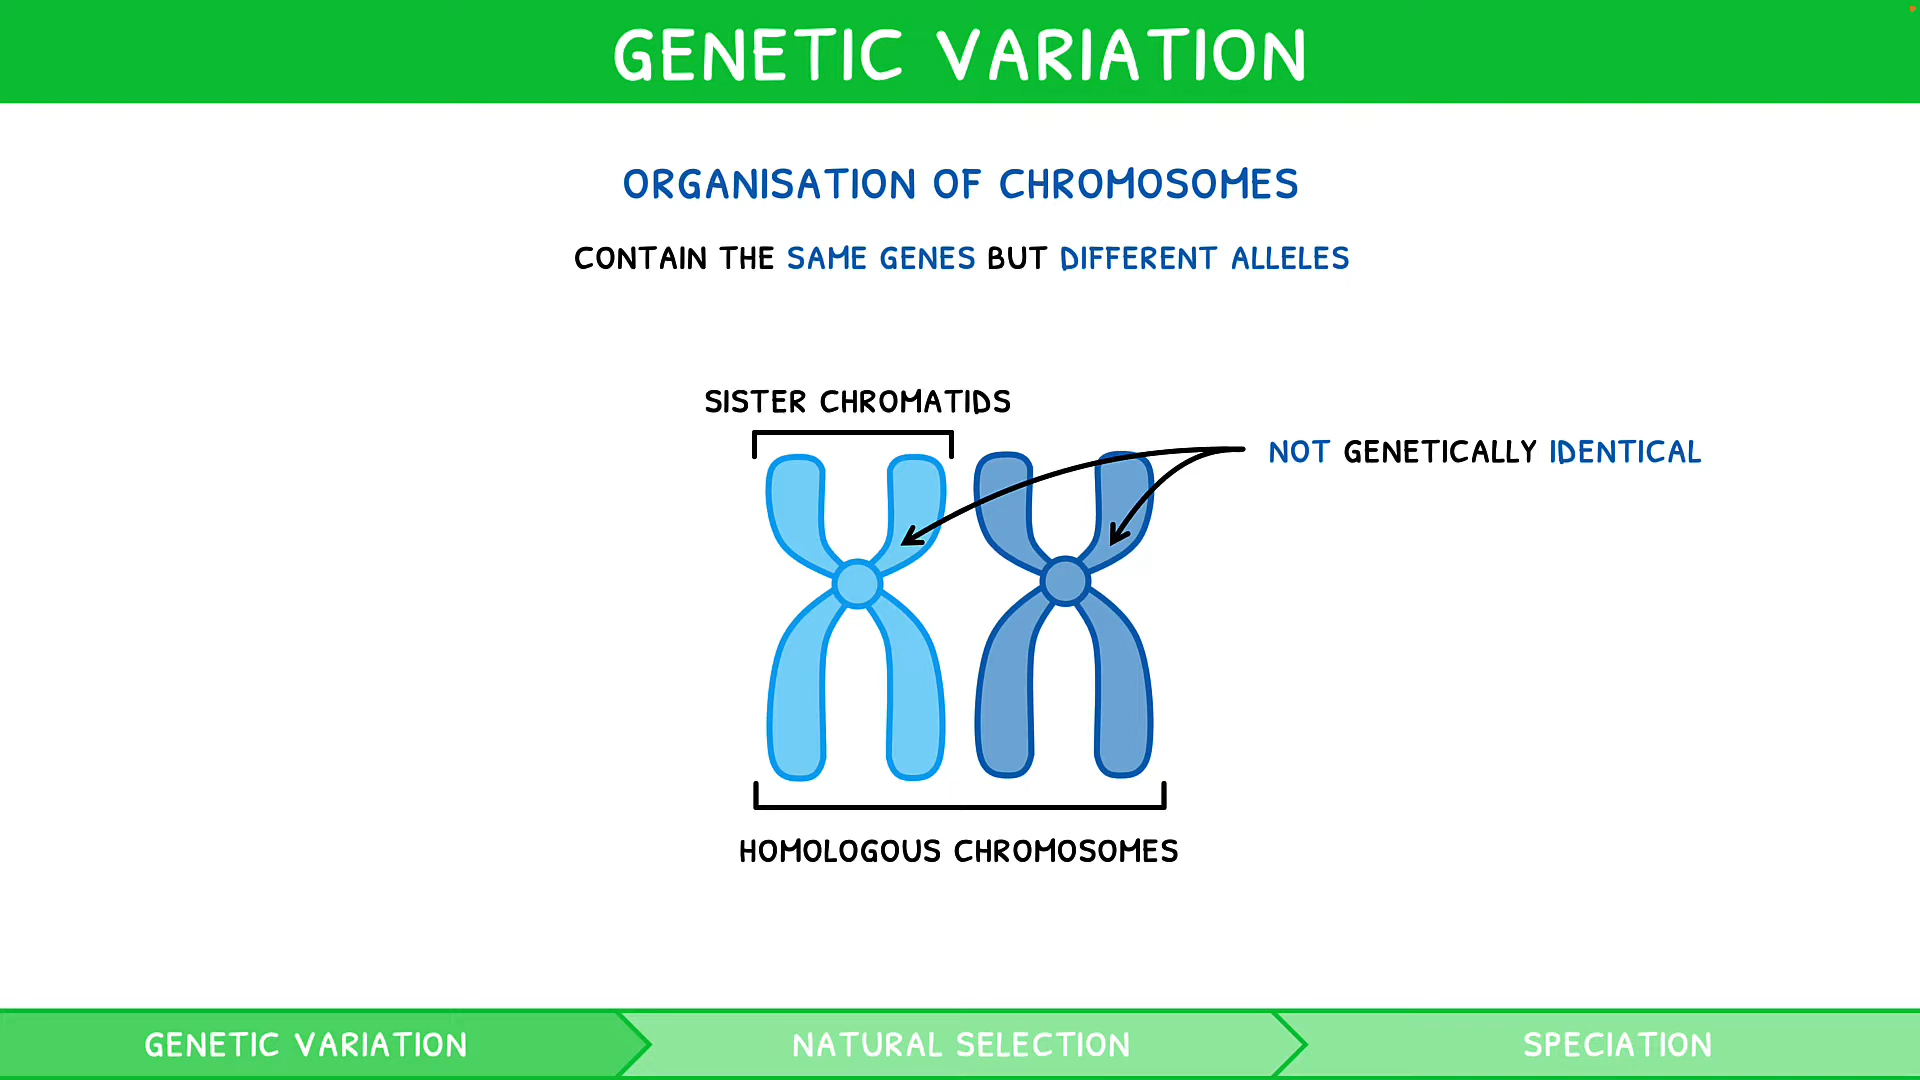 GENETIC VARIATION
ORGANISATION OF CHROMOSOMES
CONTAIN THE SAME GENES BUT DIFFERENT ALLELES
SISTER CHROMATIDS
NOT GENETICALLY IDENTICAL
HOMOLOGOUS CHROMOSOMES
GENETIC VARIATION
NATURAL SELECTION
SPECIATION